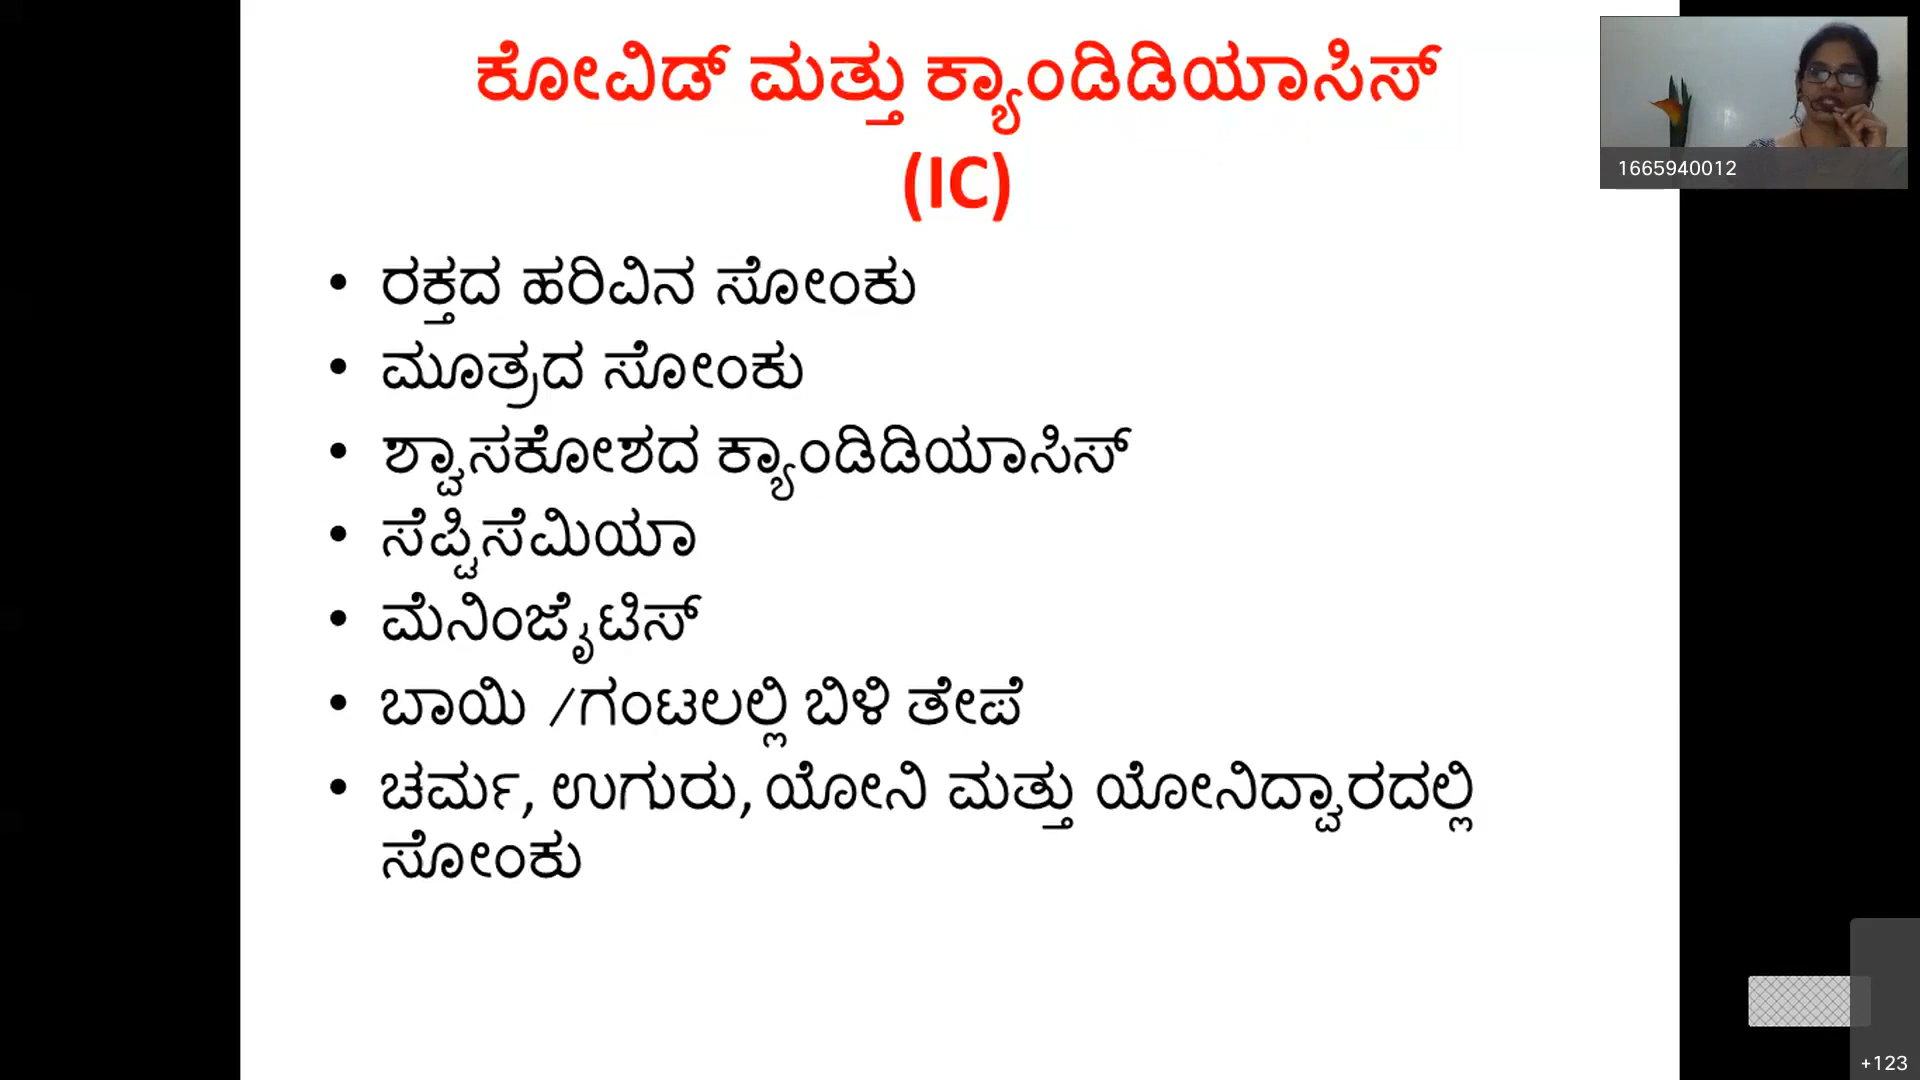 ಕೋವಿಡ್ ಮತ್ತು ಕ್ಯಾಂಡಿಡಿಯಾಸಿಸ್
(IC)
1665940012
• ರಕ್ತದ ಹರಿವಿನ ಸೋಂಕು
• ಮೂತ್ರದ ಸೋಂಕು
• ಶ್ವಾಸಕೋಶದ ಕ್ಯಾಂಡಿಡಿಯಾಸಿಸ್
• ಸೆಪ್ಟಿಸೆಮಿಯಾ
• ಮೆನಿಂಜೈಟಿಸ್
• ಬಾಯಿ /ಗಂಟಲಲ್ಲಿ ಬಿಳಿ ತೇಪೆ
• ಚರ್ಮ, ಉಗುರು, ಯೋನಿ ಮತ್ತು ಯೋನಿದ್ವಾರದಲ್ಲಿ
ಸೋಂಕು
+123